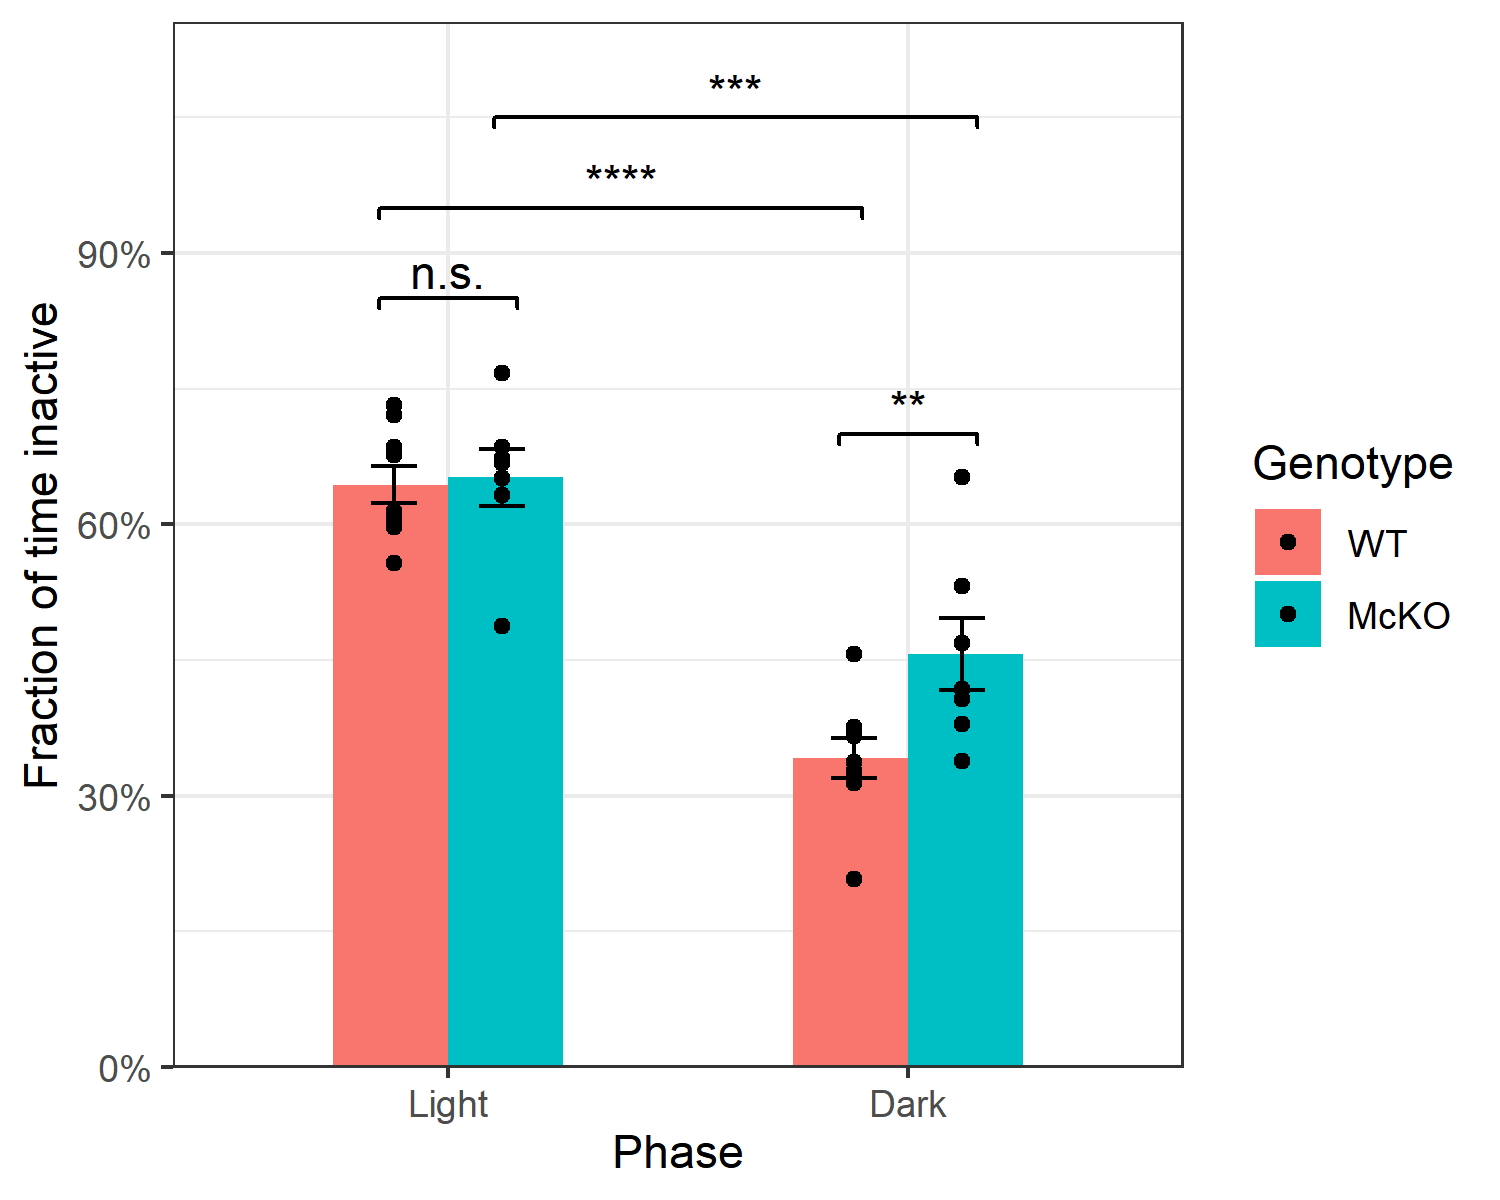 ***
****
90%
n.s.
**
60%
30%
0%
Fraction of time inactive
Light
Dark
Phase
Genotype
WT
McKO